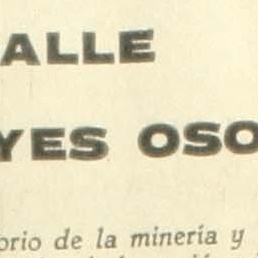 ALLE
YES OSO
orio de la minería y